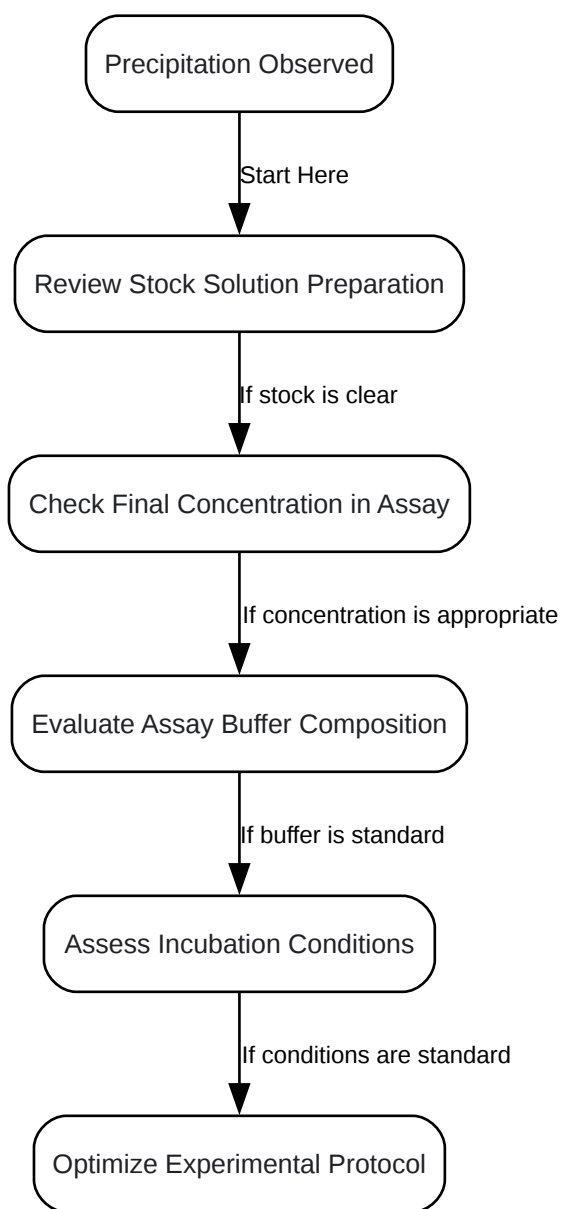 Precipitation Observed
Start Here
Review Stock Solution Preparation
If stock is clear
Check Final Concentration in Assay
If concentration is appropriate
Evaluate Assay Buffer Composition
If buffer is standard
Assess Incubation Conditions
If conditions are standard
Optimize Experimental Protocol